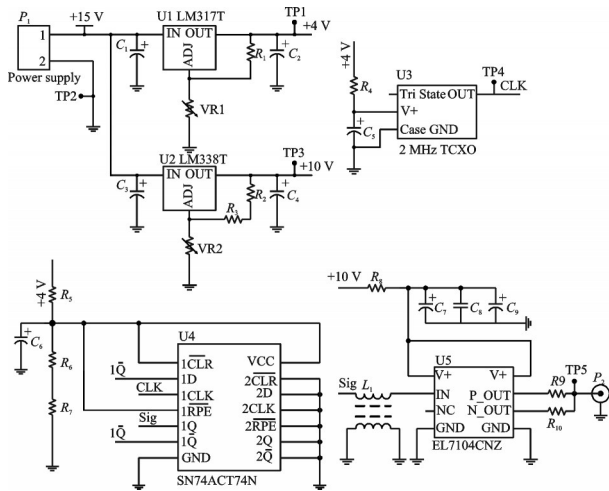 P₁
+15 V
U1 LM317T
TP1
+4 V
1
C₁
+
IN OUT
ADJ
R₁
+
C₂
2
Power supply
TP2
VR1
U2 LM338T
TP3
+10 V
C₃
+
IN OUT
ADJ
R₂
+
C₄
R₃
VR2
+4 V
R₄
U3
TP4
Tri State OUT
CLK
V+
C₅
+
Case GND
2 MHz TCXO
+4 V
R₅
C₆
+
R₆
R₇
U4
1CLR̅
VCC
1Q̅
1D
2CLR̅
CLK
1CLK
2D
1RPE̅
2CLK
Sig
1Q
2RPE̅
1Q̅
1Q̅
2Q
GND
2Q̅
SN74ACT74N
+10 V
R₈
+
C₇
C₈
+
C₉
U5
V+
V+
TP5
P₂
Sig
L₁
IN
P_OUT
R9
NC
N_OUT
R₁₀
GND
GND
EL7104CNZ